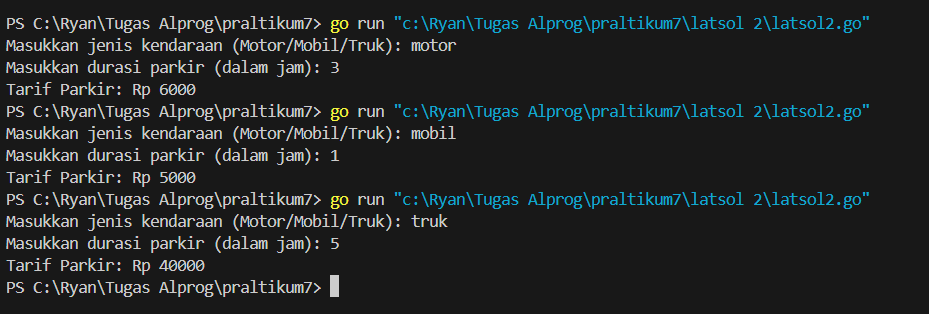 PS C:\Ryan\Tugas Alprog\praltikum7> go run "c:\Ryan\Tugas Alprog\praltikum7\latsol 2\latsol2.go"
Masukkan jenis kendaraan (Motor/Mobil/Truk): motor
Masukkan durasi parkir (dalam jam): 3
Tarif Parkir: Rp 6000
PS C:\Ryan\Tugas Alprog\praltikum7> go run "c:\Ryan\Tugas Alprog\praltikum7\latsol 2\latsol2.go"
Masukkan jenis kendaraan (Motor/Mobil/Truk): mobil
Masukkan durasi parkir (dalam jam): 1
Tarif Parkir: Rp 5000
PS C:\Ryan\Tugas Alprog\praltikum7> go run "c:\Ryan\Tugas Alprog\praltikum7\latsol 2\latsol2.go"
Masukkan jenis kendaraan (Motor/Mobil/Truk): truk
Masukkan durasi parkir (dalam jam): 5
Tarif Parkir: Rp 40000
PS C:\Ryan\Tugas Alprog\praltikum7>